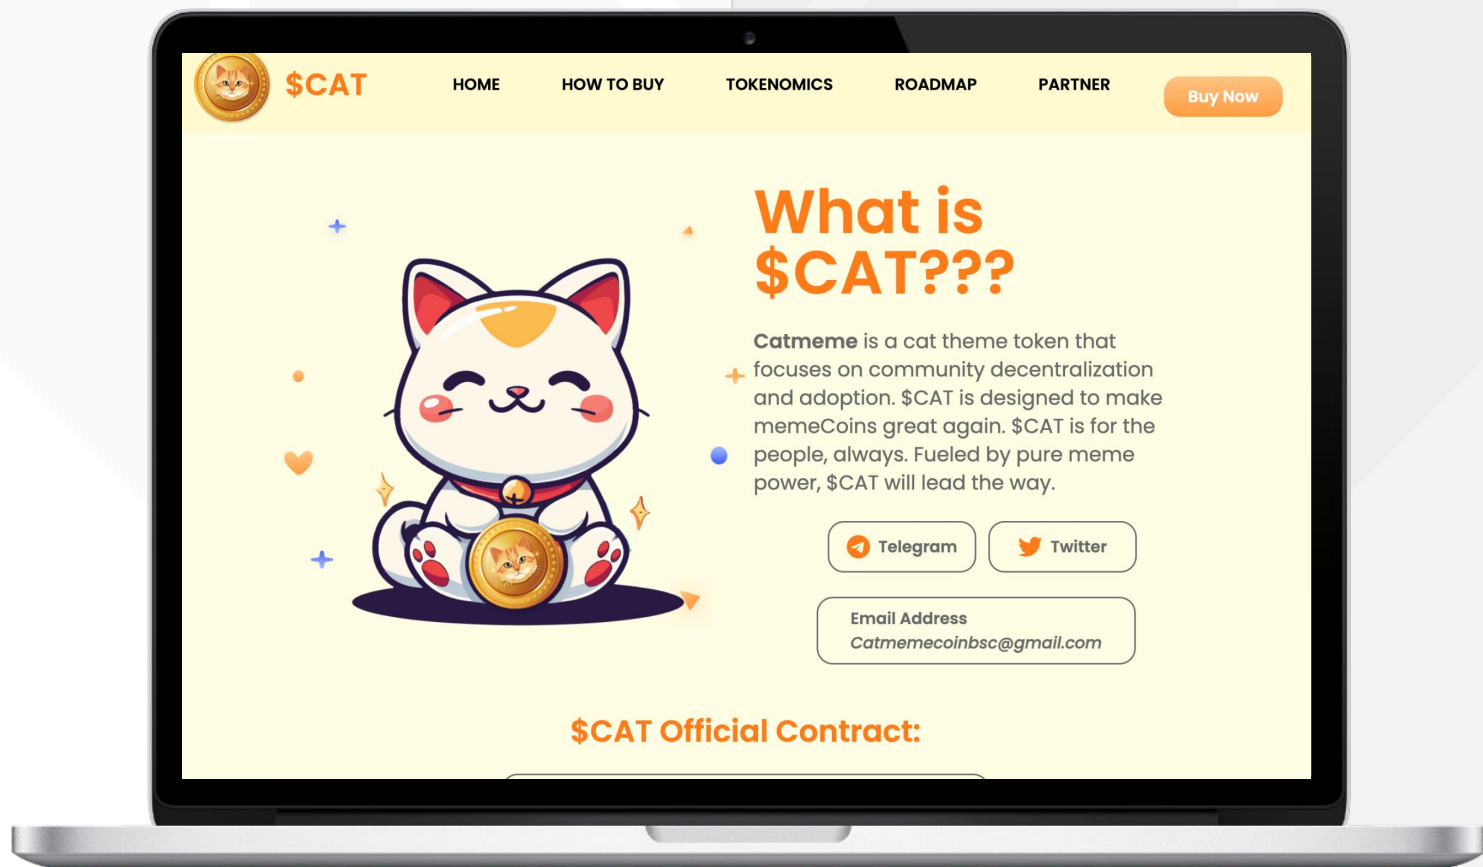 $CAT
HOME
HOW TO BUY
TOKENOMICS
ROADMAP
PARTNER
Buy Now
What is
$CAT???
Catmeme is a cat theme token that
focuses on community decentralization
and adoption. $CAT is designed to make
memeCoins great again. $CAT is for the
people, always. Fueled by pure meme
power, $CAT will lead the way.
Telegram
Twitter
Email Address
Catmemecoinbsc@gmail.com
$CAT Official Contract: